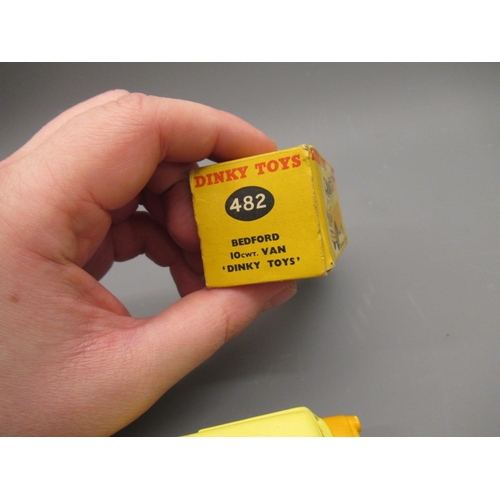 DINKY TOYS
482
BEDFORD
10CWT. VAN
'DINKY TOYS'